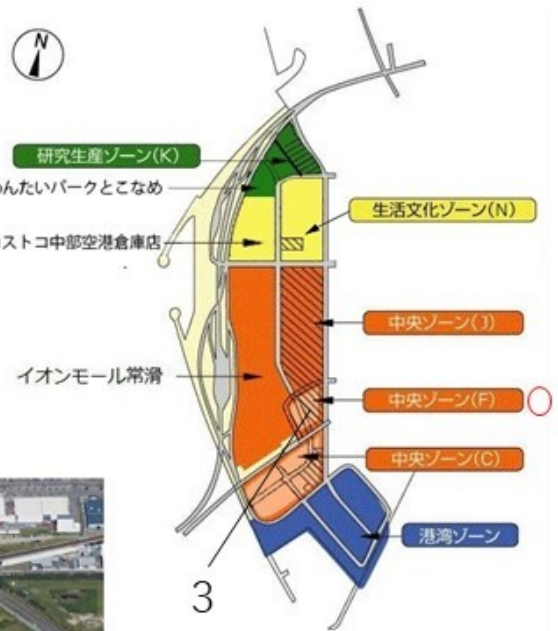 N
研究生産ゾーン(K)
んたいパークとこなめ
生活文化ゾーン(N)
ストコ中部空港倉庫店
中央ゾーン(J)
イオンモール常滑
中央ゾーン(F)
中央ゾーン(C)
港湾ゾーン
3